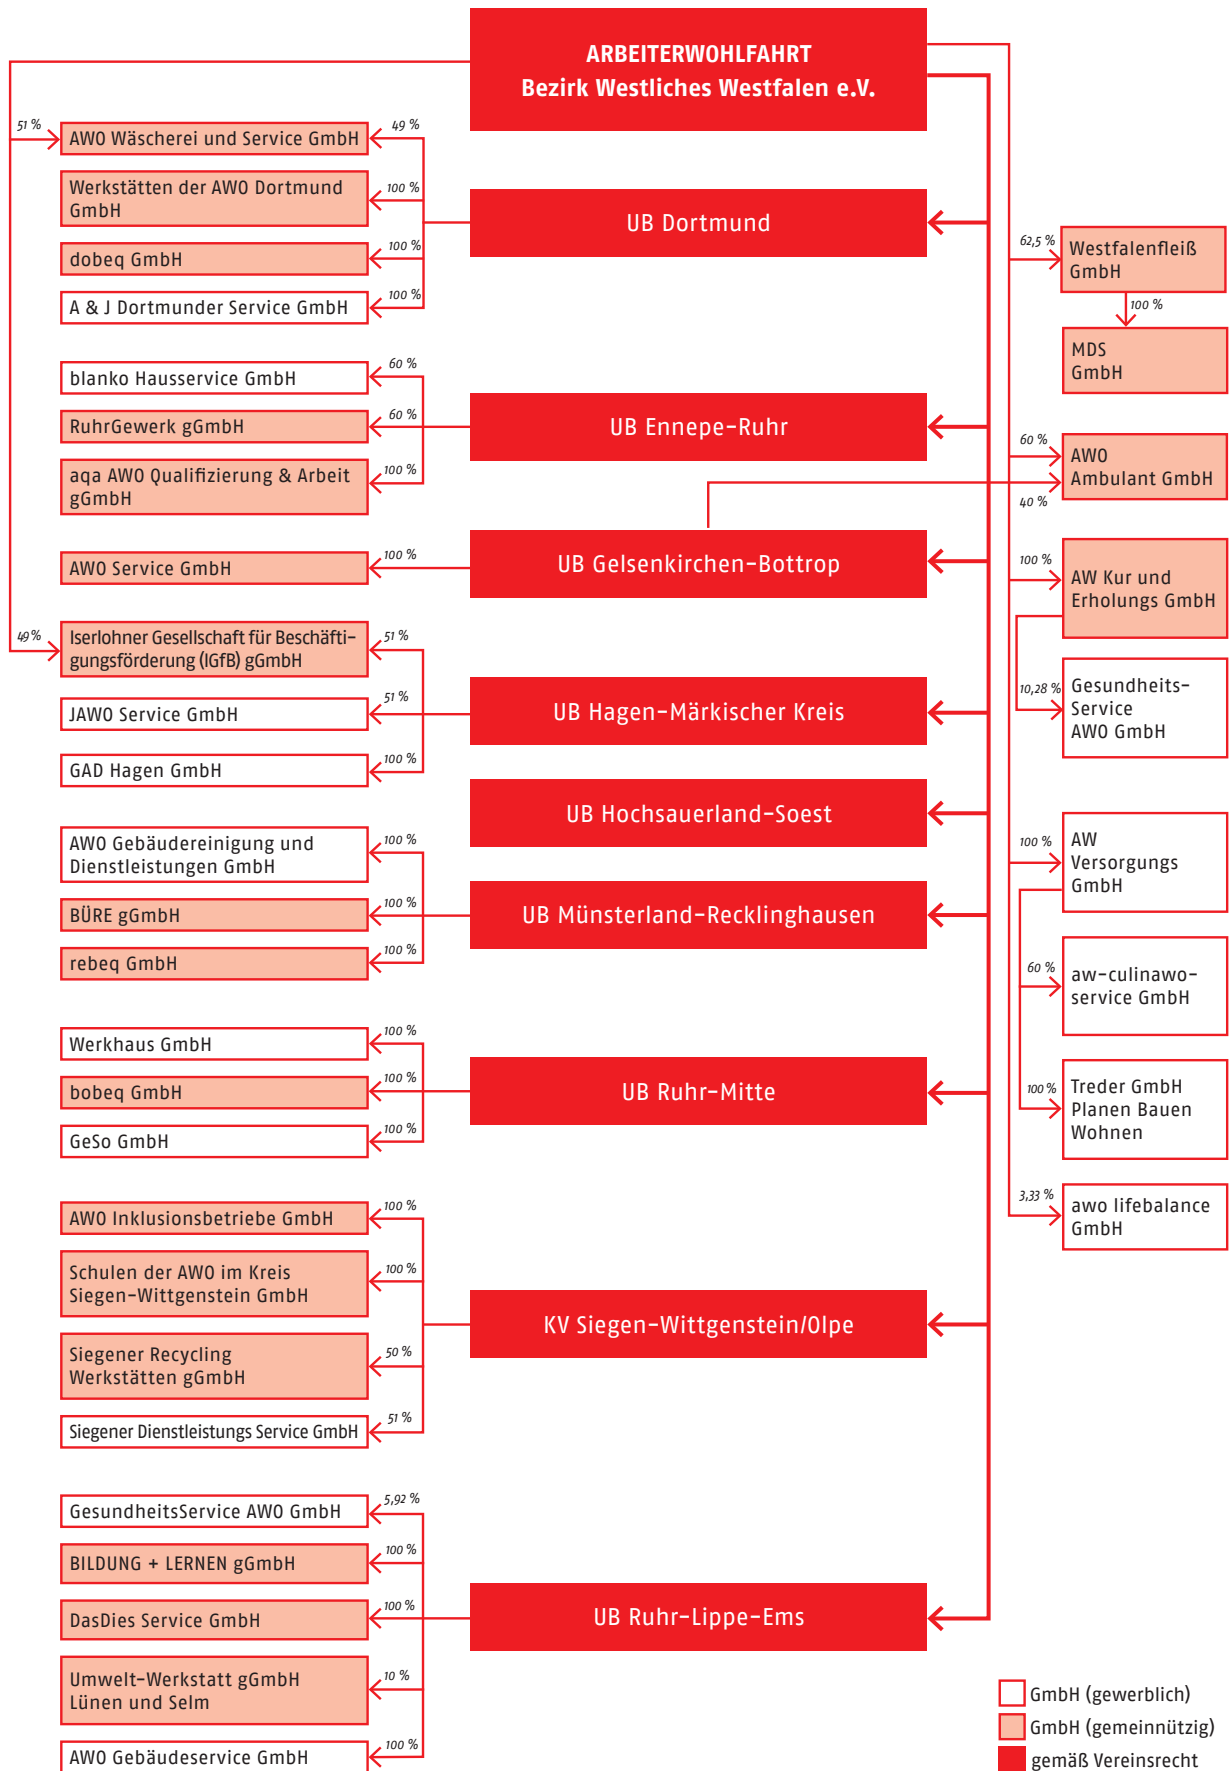 ARBEITERWOHLFAHRT
Bezirk Westliches Westfalen e.V.
51 %
AWO Wäscherei und Service GmbH
49 %
Werkstätten der AWO Dortmund
GmbH
100 %
dobeq GmbH
100 %
A & J Dortmunder Service GmbH
100 %
UB Dortmund
blanko Hausservice GmbH
60 %
RuhrGewerk gGmbH
60 %
aqa AWO Qualifizierung & Arbeit
gGmbH
100 %
UB Ennepe-Ruhr
AWO Service GmbH
100 %
UB Gelsenkirchen-Bottrop
49 %
Iserlohner Gesellschaft für Beschäfti-
gungsförderung (IGfB) gGmbH
51 %
JAWO Service GmbH
51 %
GAD Hagen GmbH
100 %
UB Hagen-Märkischer Kreis
UB Hochsauerland-Soest
AWO Gebäudereinigung und
Dienstleistungen GmbH
100 %
BÜRE gGmbH
100 %
rebeq GmbH
100 %
UB Münsterland-Recklinghausen
Werkhaus GmbH
100 %
bobeq GmbH
100 %
GeSo GmbH
100 %
UB Ruhr-Mitte
AWO Inklusionsbetriebe GmbH
100 %
Schulen der AWO im Kreis
Siegen-Wittgenstein GmbH
100 %
Siegener Recycling
Werkstätten gGmbH
50 %
Siegener Dienstleistungs Service GmbH
51 %
KV Siegen-Wittgenstein/Olpe
GesundheitsService AWO GmbH
5,92 %
BILDUNG + LERNEN gGmbH
100 %
DasDies Service GmbH
100 %
Umwelt-Werkstatt gGmbH
Lünen und Selm
10 %
AWO Gebäudeservice GmbH
100 %
UB Ruhr-Lippe-Ems
62,5 %
Westfalenfleiß
GmbH
100 %
MDS
GmbH
60 %
AWO
Ambulant GmbH
40 %
100 %
AW Kur und
Erholungs GmbH
10,28 %
Gesundheits-
Service
AWO GmbH
100 %
AW
Versorgungs
GmbH
60 %
aw-culinawo-
service GmbH
100 %
Treder GmbH
Planen Bauen
Wohnen
3,33 %
awo lifebalance
GmbH
GmbH (gewerblich)
GmbH (gemeinnützig)
gemäß Vereinsrecht